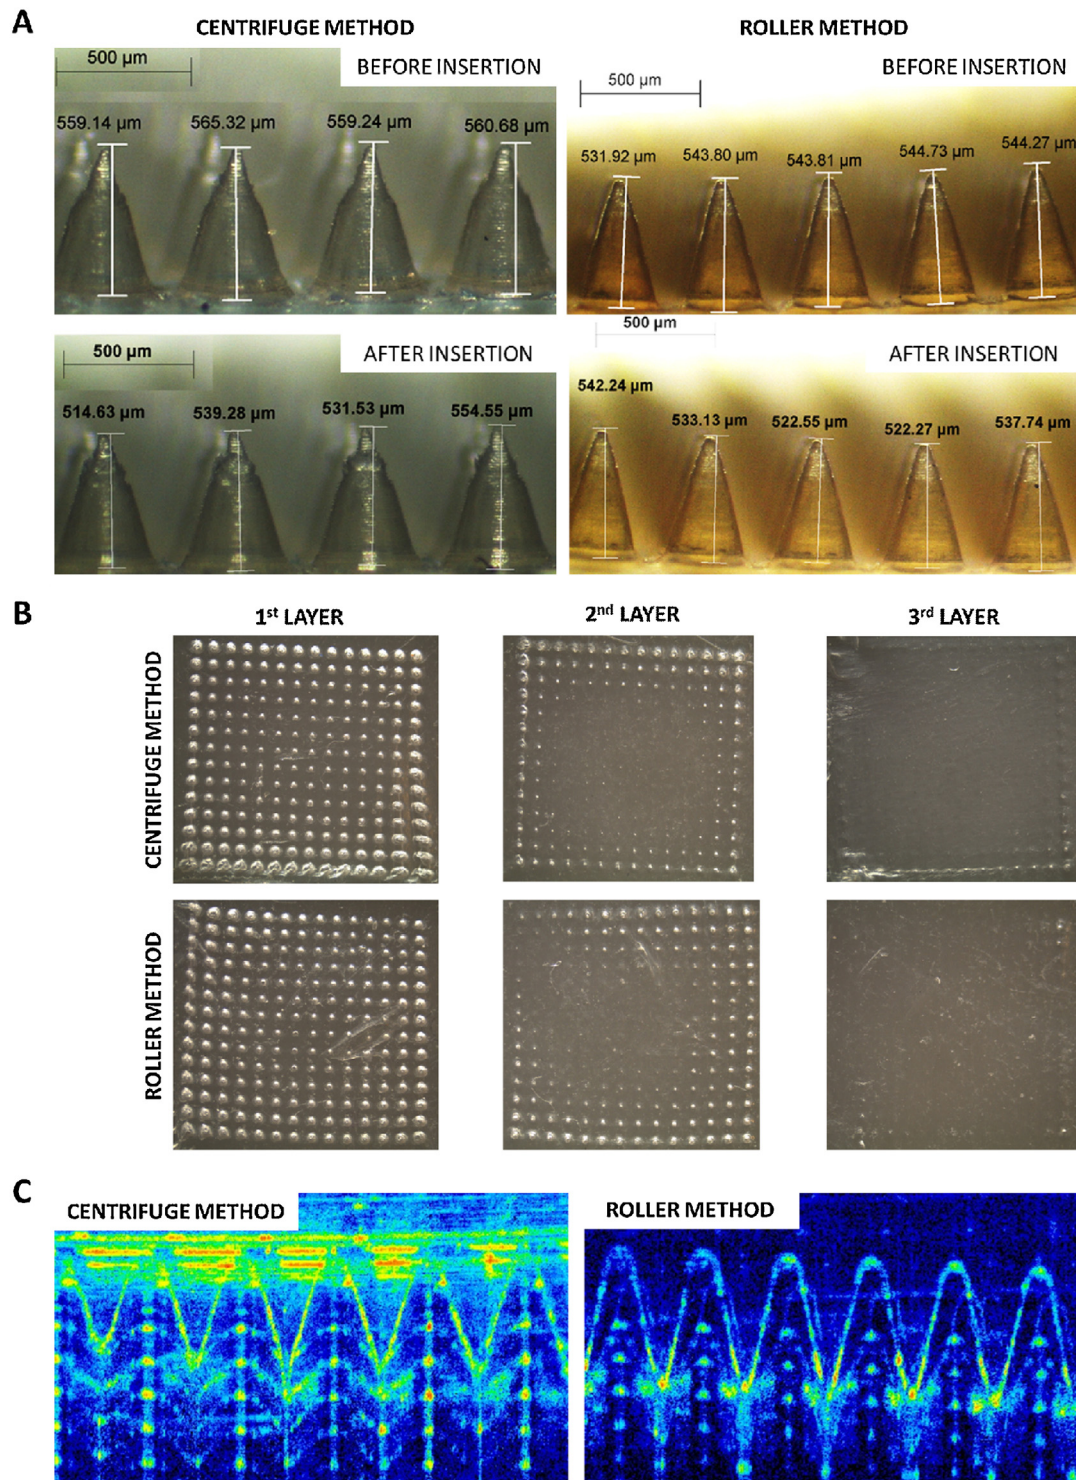 A
CENTRIFUGE METHOD
ROLLER METHOD
500 µm
BEFORE INSERTION
559.14 µm
565.32 µm
559.24 µm
560.68 µm
500 µm
BEFORE INSERTION
531.92 µm
543.80 µm
543.81 µm
544.73 µm
544.27 µm
500 µm
AFTER INSERTION
514.63 µm
539.28 µm
531.53 µm
554.55 µm
500 µm
AFTER INSERTION
542.24 µm
533.13 µm
522.55 µm
522.27 µm
537.74 µm
B
1st LAYER
2nd LAYER
3rd LAYER
CENTRIFUGE METHOD
ROLLER METHOD
C
CENTRIFUGE METHOD
ROLLER METHOD